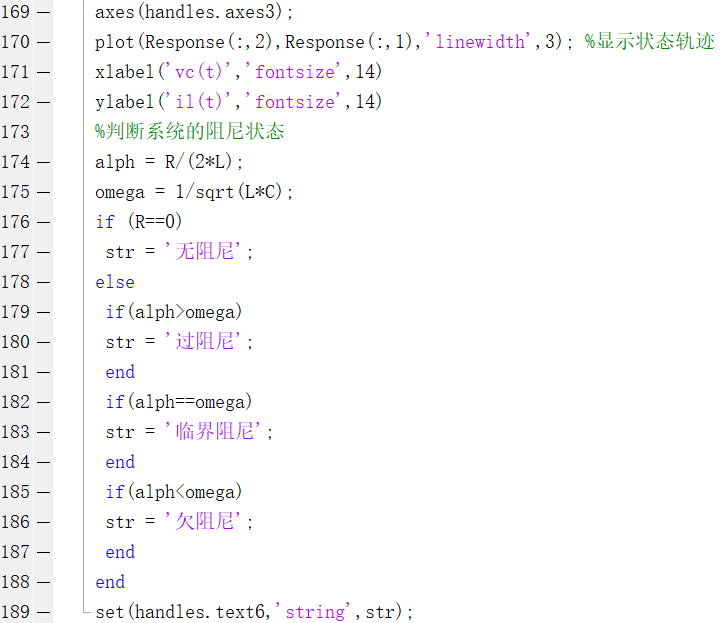 169 — axes(handles.axes3);
170 — plot(Response(:,2),Response(:,1),'linewidth',3); %显示状态轨迹
171 — xlabel('vc(t)','fontsize',14)
172 — ylabel('il(t)','fontsize',14)
173 %判断系统的阻尼状态
174 — alph = R/(2*L);
175 — omega = 1/sqrt(L*C);
176 — if (R==0)
177 — str = '无阻尼';
178 — else
179 — if(alph>omega)
180 — str = '过阻尼';
181 — end
182 — if(alph==omega)
183 — str = '临界阻尼';
184 — end
185 — if(alph<omega)
186 — str = '欠阻尼';
187 — end
188 — end
189 — set(handles.text6,'string',str);